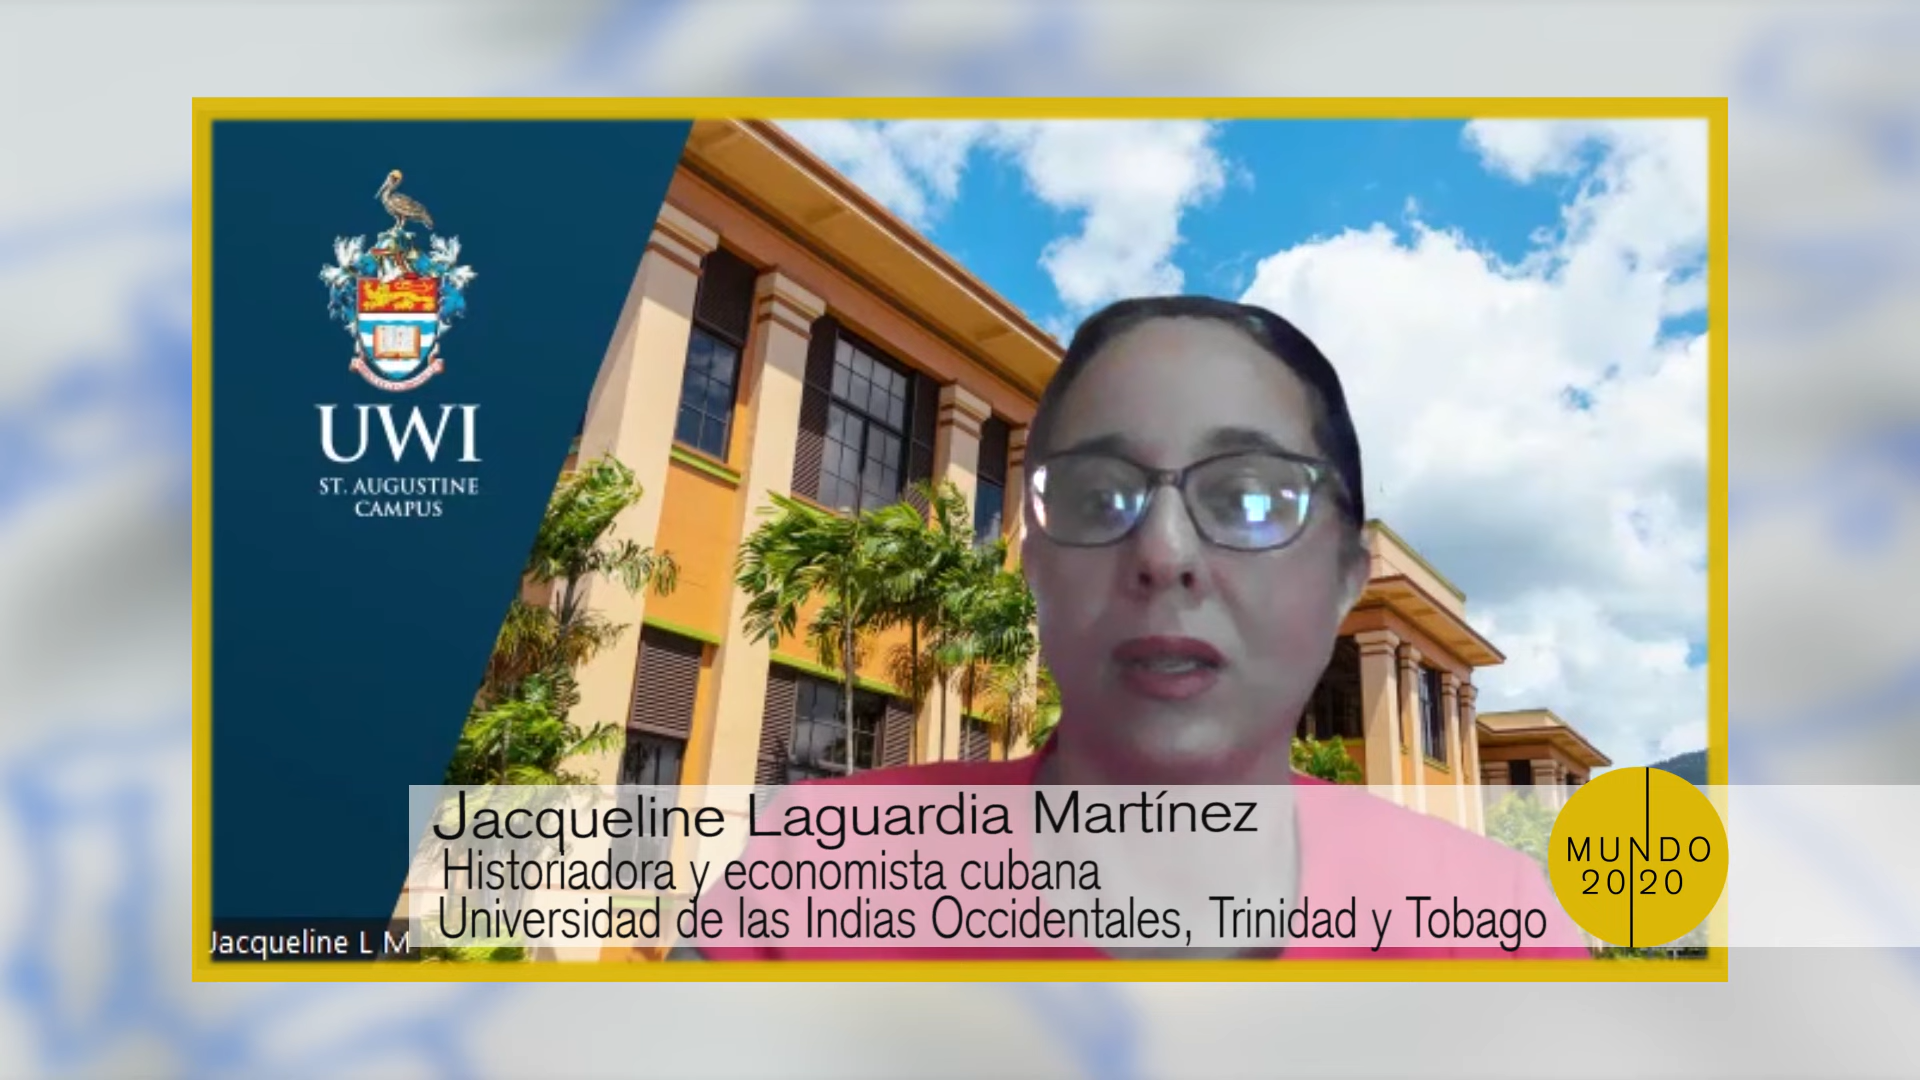 UWI
ST. AUGUSTINE
CAMPUS
Jacqueline Laguardia Martínez
Historiadora y economista cubana
Universidad de las Indias Occidentales, Trinidad y Tobago
MUNDO
2020
Jacqueline L M